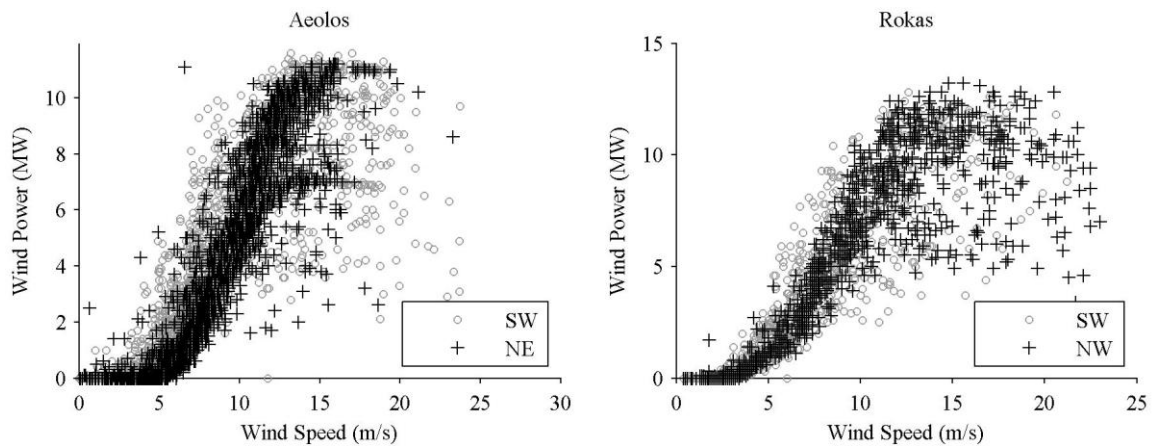 Aeolos
10
8
6
4
2
0
Wind Power (MW)
0 5 10 15 20 25 30
Wind Speed (m/s)
SW
NE
Rokas
15
10
5
0
Wind Power (MW)
0 5 10 15 20 25
Wind Speed (m/s)
SW
NW